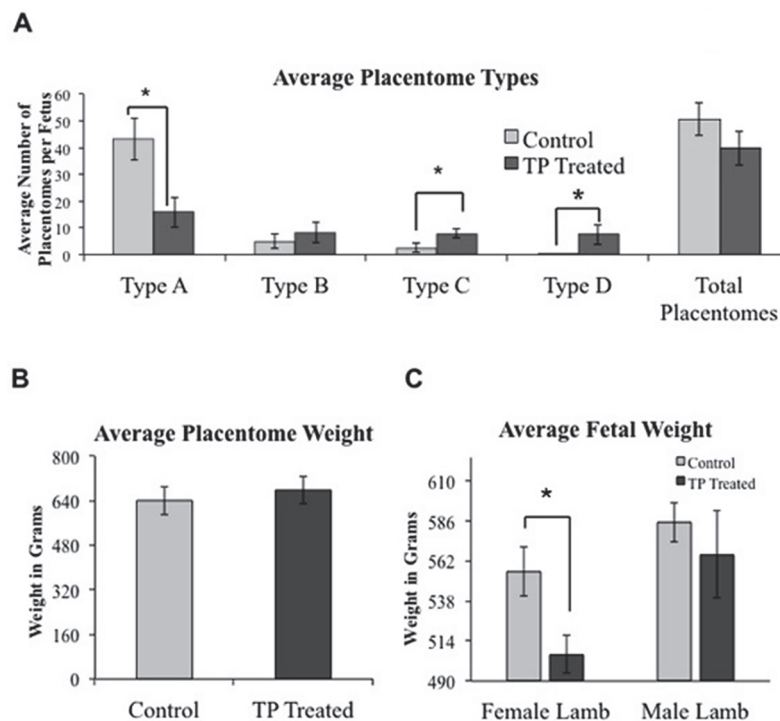 A
Average Placentome Types
Average Number of
Placentomes per Fetus
60
50
40
30
20
10
0
*
*
*
Control
TP Treated
Type A
Type B
Type C
Type D
Total
Placentomes
B
Average Placentome Weight
Weight in Grams
800
640
480
320
160
0
Control
TP Treated
C
Average Fetal Weight
Weight in Grams
610
586
562
538
514
490
*
Control
TP Treated
Female Lamb
Male Lamb